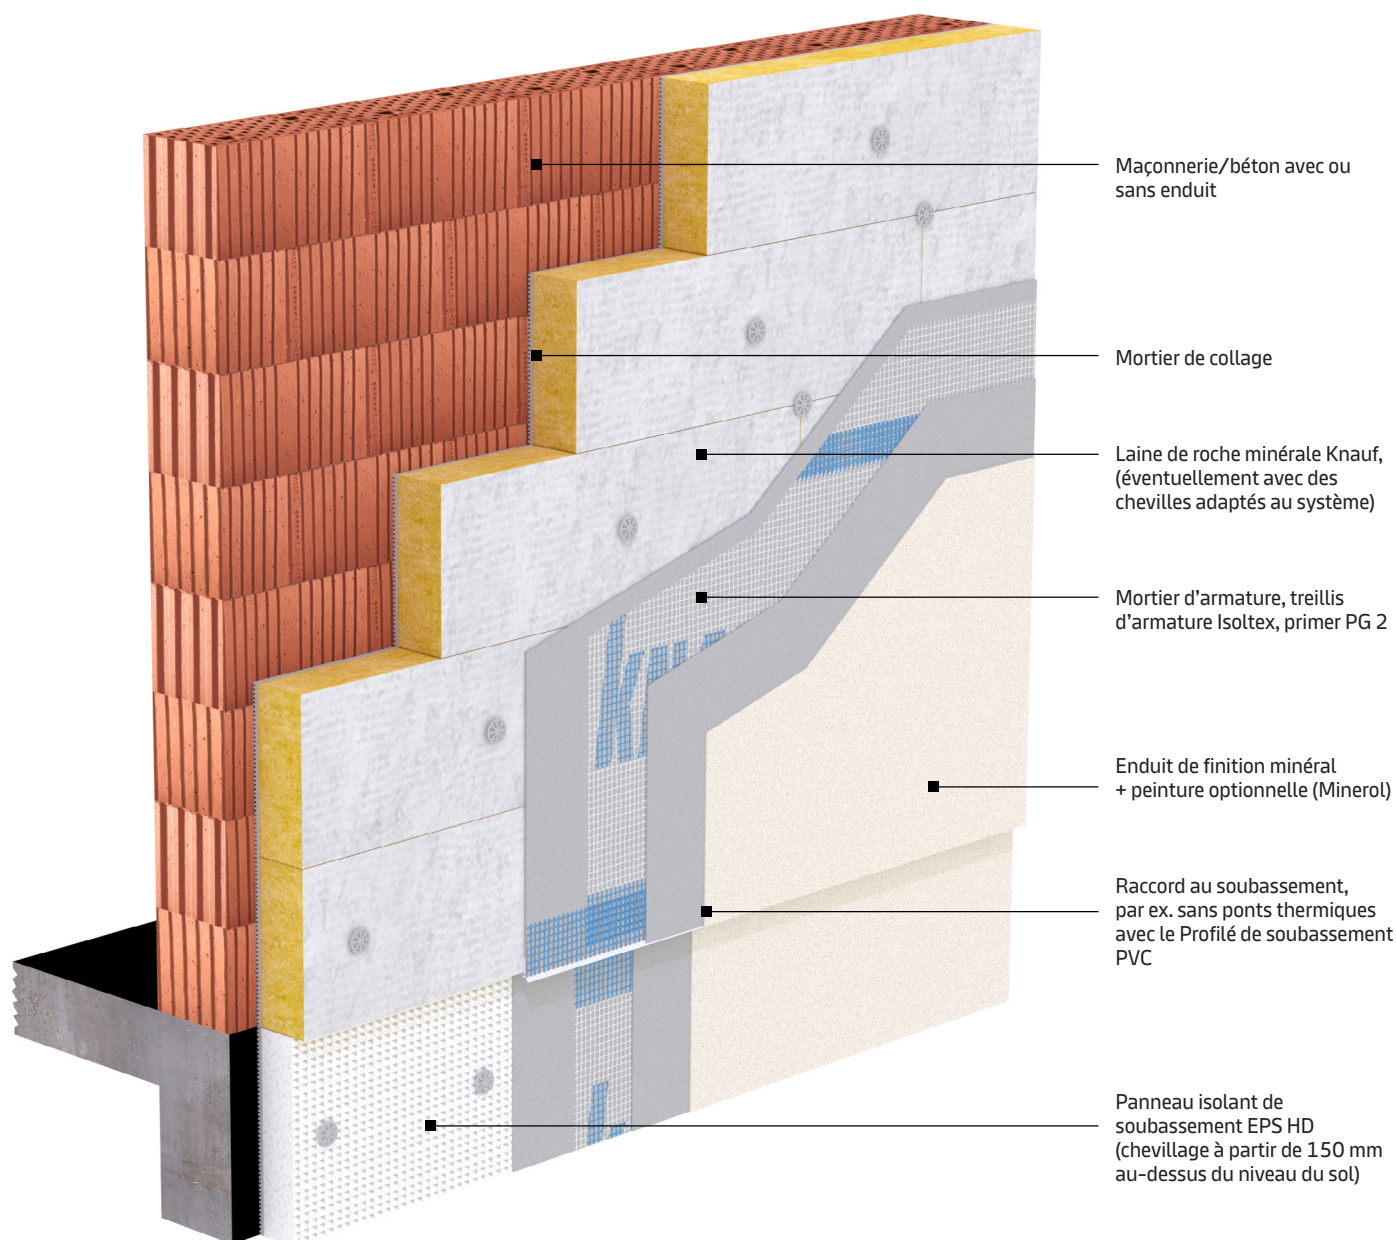 Maçonnerie/béton avec ou
sans enduit
Mortier de collage
Laine de roche minérale Knauf,
(éventuellement avec des
chevilles adaptés au système)
Mortier d'armature, treillis
d'armature Isoltex, primer PG 2
Enduit de finition minéral
+ peinture optionnelle (Minerol)
Raccord au soubassement,
par ex. sans ponts thermiques
avec le Profilé de soubassement
PVC
Panneau isolant de
soubassement EPS HD
(chevillage à partir de 150 mm
au-dessus du niveau du sol)